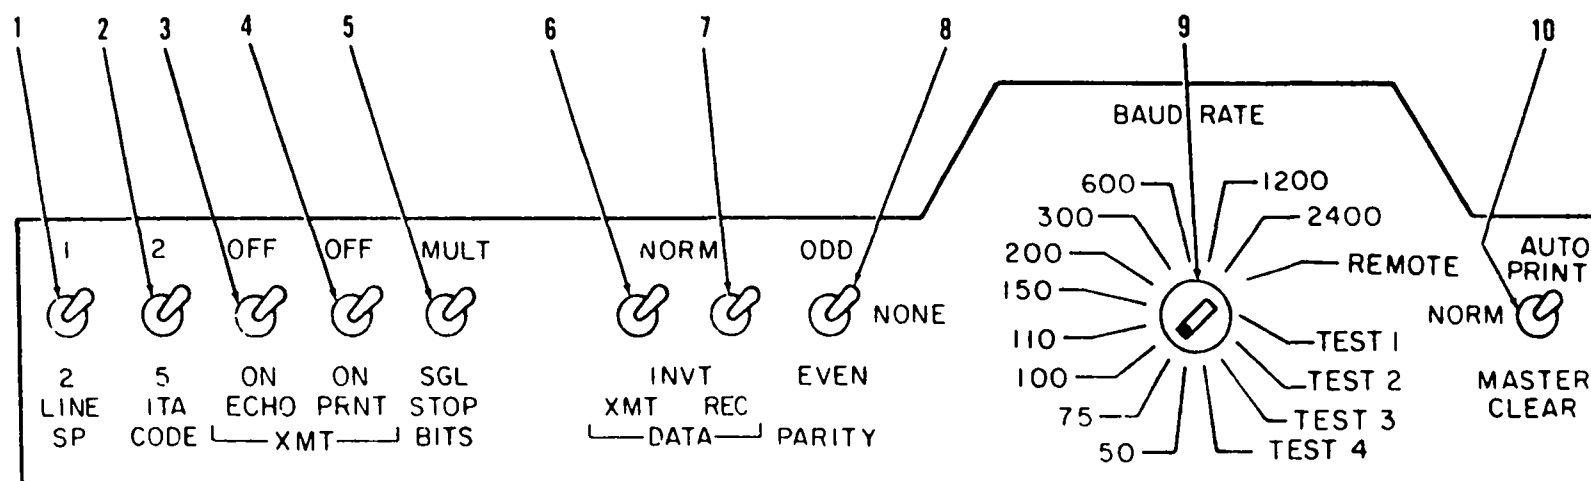 1 2 3 4 5 6 7 8 9 10
BAUD RATE
600 1200
300 2400
1 2 OFF OFF MULT NORM ODD 200 REMOTE AUTO
PRINT
150
NONE NORM
110 TEST 1
2 5 ON ON SGL INVT EVEN 100 TEST 2 MASTER
LINE ITA ECHO PRNT STOP XMT REC 75 TEST 3 CLEAR
SP CODE XMT BITS DATA PARITY 50 TEST 4